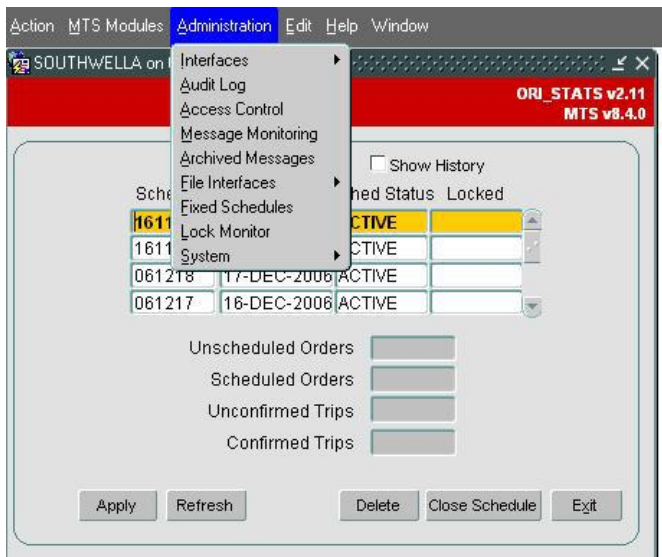 Action MTS Modules Administration Edit Help Window
SOUTHWELLA on
Interfaces
Audit Log
Access Control
Message Monitoring
Archived Messages
File Interfaces
Fixed Schedules
Lock Monitor
System
ORI_STATS v2.11
MTS v8.4.0
Show History
Status Locked
1611
1611
061218 17-DEC-2006 ACTIVE
061217 16-DEC-2006 ACTIVE
Unscheduled Orders
Scheduled Orders
Unconfirmed Trips
Confirmed Trips
Apply Refresh Delete Close Schedule Exit